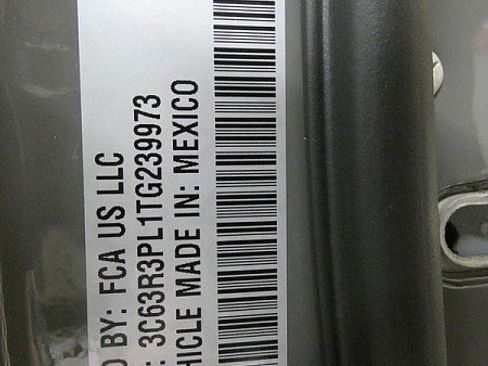 D BY: FCA US LLC
: 3C63R3PL1TG239973
HICLE MADE IN: MEXICO